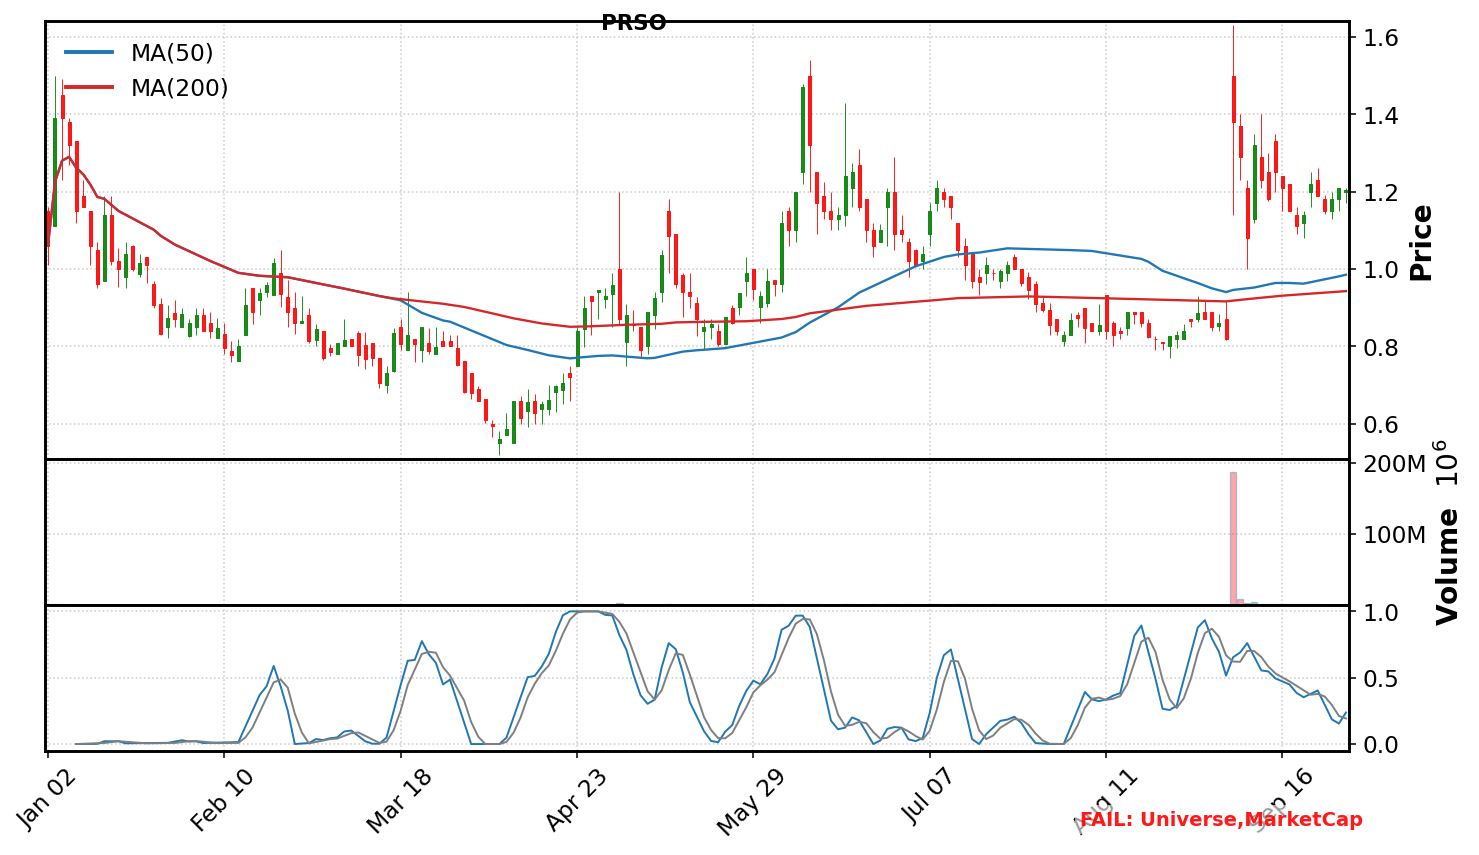 PRSO
MA(50)
MA(200)
1.6
1.4
1.2
1.0
0.8
0.6
Price
200M
100M
Volume 10^6
1.0
0.5
0.0
Jan 02
Feb 10
Mar 18
Apr 23
May 29
Jul 07
Aug 11
Sep 16
FAIL: Universe,MarketCap